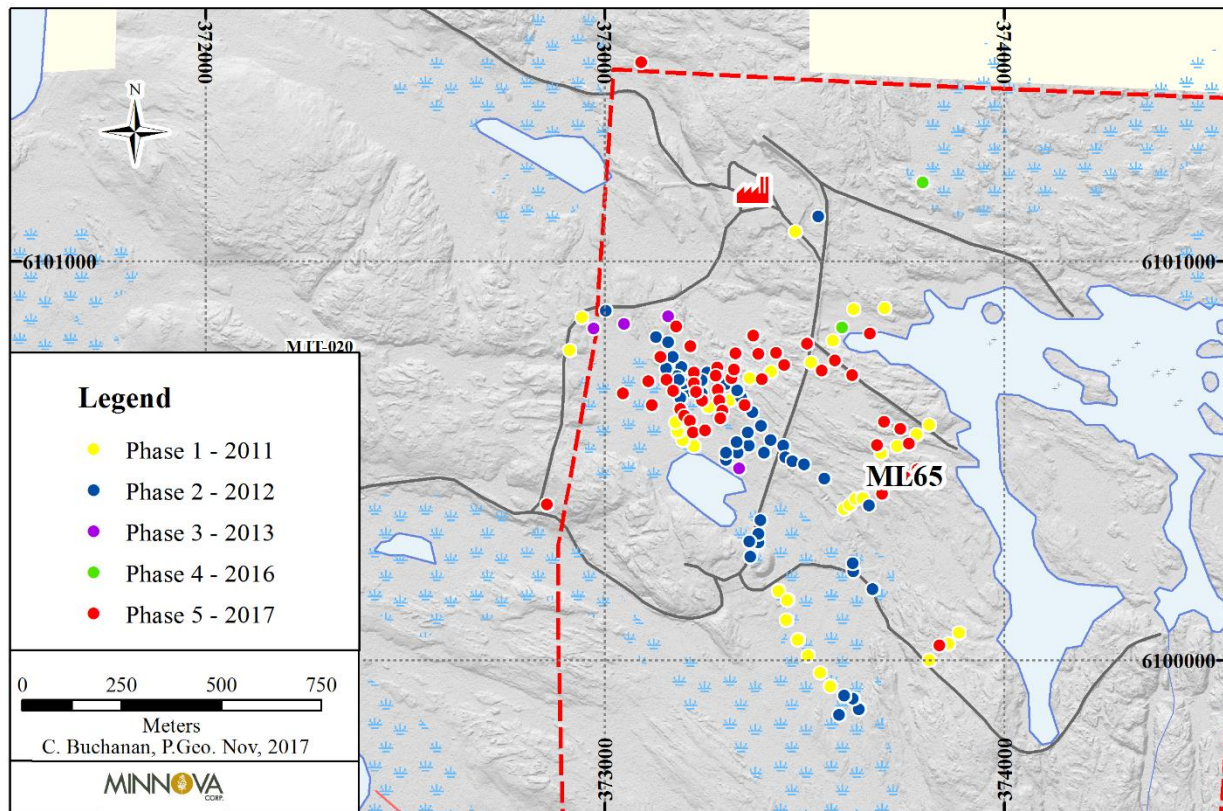 372000
373000
374000
N
6101000
6101000
MIT-020
Legend
Phase 1 - 2011
Phase 2 - 2012
Phase 3 - 2013
Phase 4 - 2016
Phase 5 - 2017
ML65
6100000
0 250 500 750
Meters
C. Buchanan, P.Geo. Nov, 2017
MINNOVA
CORP.
373000
374000